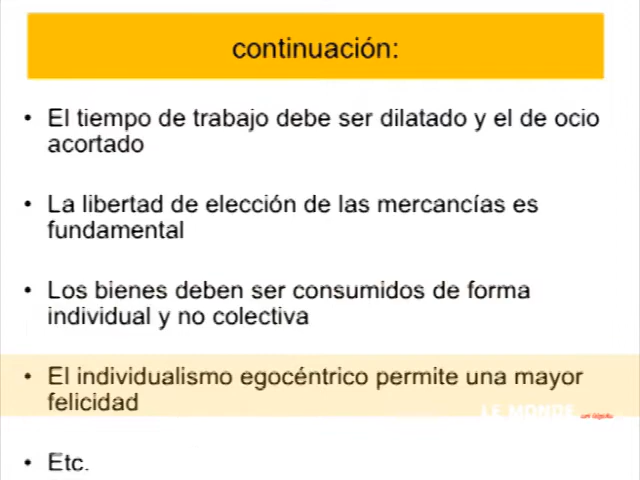 continuación:
• El tiempo de trabajo debe ser dilatado y el de ocio
acortado
• La libertad de elección de las mercancías es
fundamental
• Los bienes deben ser consumidos de forma
individual y no colectiva
• El individualismo egocéntrico permite una mayor
felicidad
LE MONDE
• Etc.